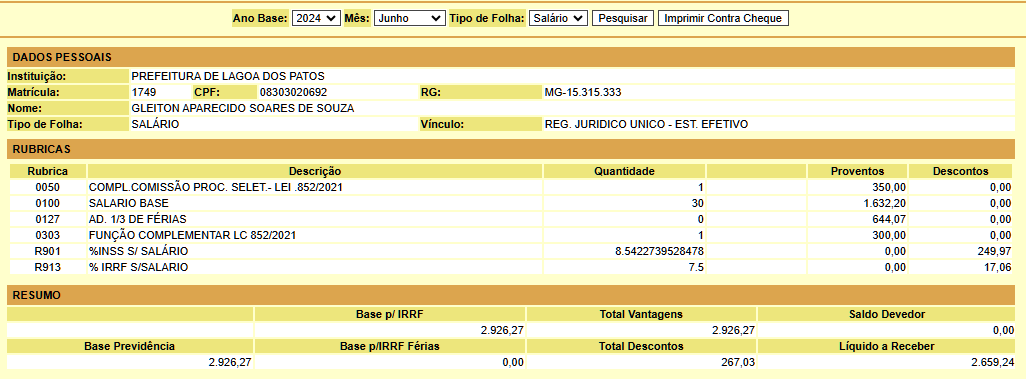 Ano Base: 2024 Mês: Junho Tipo de Folha: Salário Pesquisar Imprimir Contra Cheque
DADOS PESSOAIS
Instituição: PREFEITURA DE LAGOA DOS PATOS
Matrícula: 1749 CPF: 08303020692 RG: MG-15.315.333
Nome: GLEITON APARECIDO SOARES DE SOUZA
Tipo de Folha: SALÁRIO Vínculo: REG. JURIDICO UNICO - EST. EFETIVO
RUBRICAS
Rubrica Descrição Quantidade Proventos Descontos
0050 COMPL.COMISSÃO PROC. SELET.- LEI .852/2021 1 350,00 0,00
0100 SALARIO BASE 30 1.632,20 0,00
0127 AD. 1/3 DE FÉRIAS 0 644,07 0,00
0303 FUNÇÃO COMPLEMENTAR LC 852/2021 1 300,00 0,00
R901 %INSS S/ SALÁRIO 8.5422739528478 0,00 249,97
R913 % IRRF S/SALARIO 7.5 0,00 17,06
RESUMO
Base p/ IRRF Total Vantagens Saldo Devedor
2.926,27 2.926,27 0,00
Base Previdência Base p/IRRF Férias Total Descontos Líquido a Receber
2.926,27 0,00 267,03 2.659,24